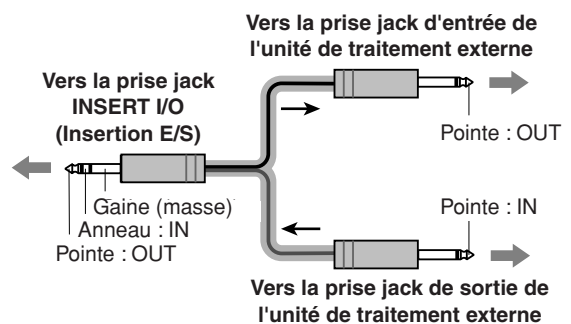 Vers la prise jack d'entrée de
l'unité de traitement externe
Vers la prise jack
INSERT I/O
(Insertion E/S)
Pointe : OUT
Gaine (masse)
Anneau : IN
Pointe : OUT
Pointe : IN
Vers la prise jack de sortie de
l'unité de traitement externe